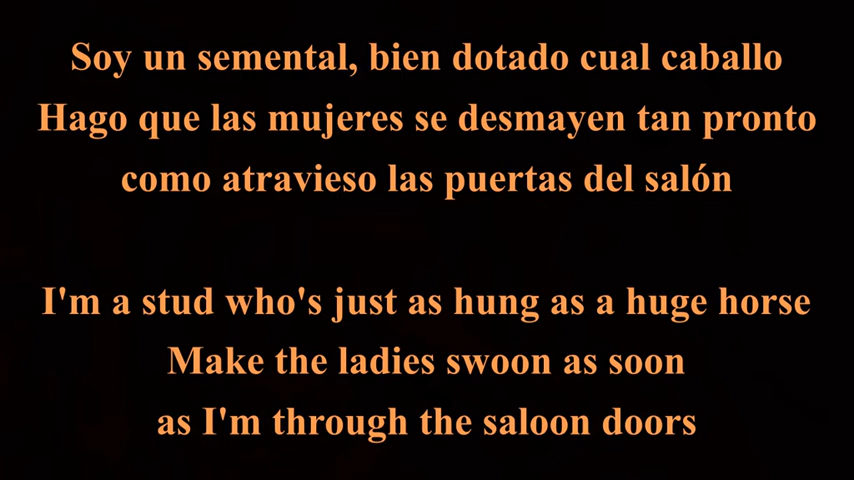 Soy un semental, bien dotado cual caballo
Hago que las mujeres se desmayen tan pronto
como atravieso las puertas del salón
I'm a stud who's just as hung as a huge horse
Make the ladies swoon as soon
as I'm through the saloon doors